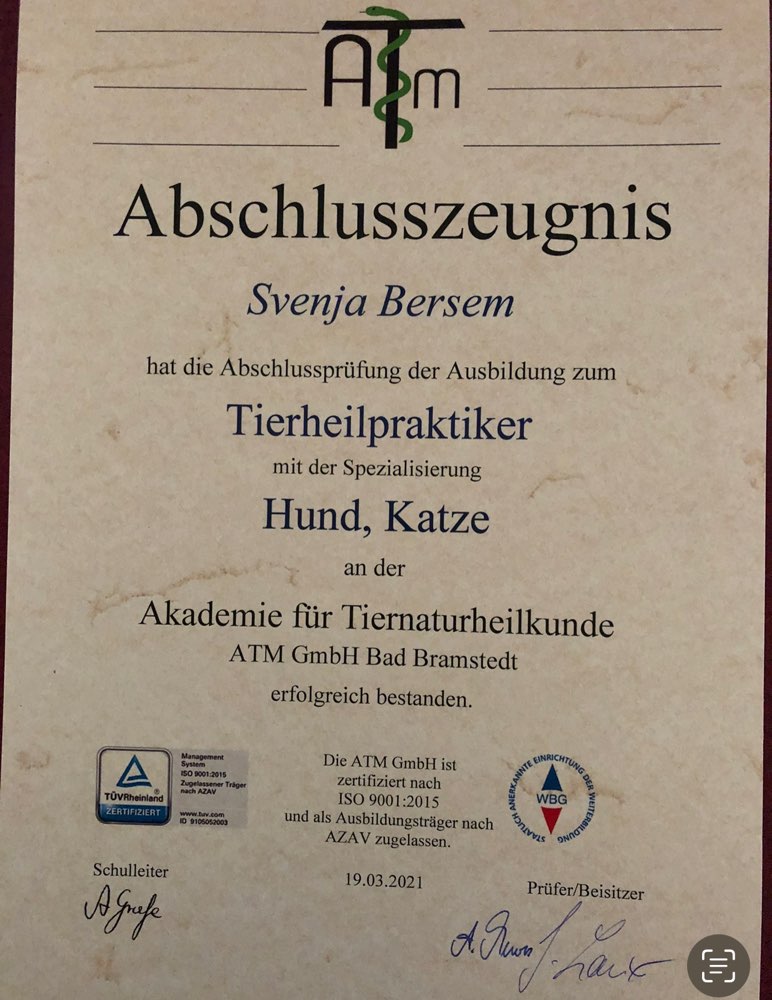 ATM
Abschlusszeugnis
Svenja Bersem
hat die Abschlussprüfung der Ausbildung zum
Tierheilpraktiker
mit der Spezialisierung
Hund, Katze
an der
Akademie für Tiernaturheilkunde
ATM GmbH Bad Bramstedt
erfolgreich bestanden.
TÜVRheinland®
ZERTIFIZIERT
Management
System
ISO 9001:2015
Zugelassener Träger
nach AZAV
www.tuv.com
ID 9105052003
Die ATM GmbH ist
zertifiziert nach
ISO 9001:2015
und als Ausbildungsträger nach
AZAV zugelassen.
STAATLICH ANERKANNTE EINRICHTUNG DER WEITERBILDUNG
WBG
Schulleiter
19.03.2021
Prüfer/Beisitzer